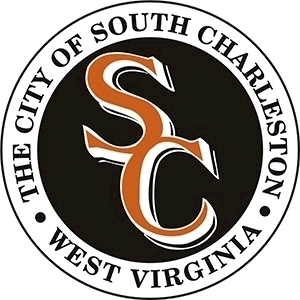 THE CITY OF SOUTH CHARLESTON
SC
• WEST VIRGINIA •